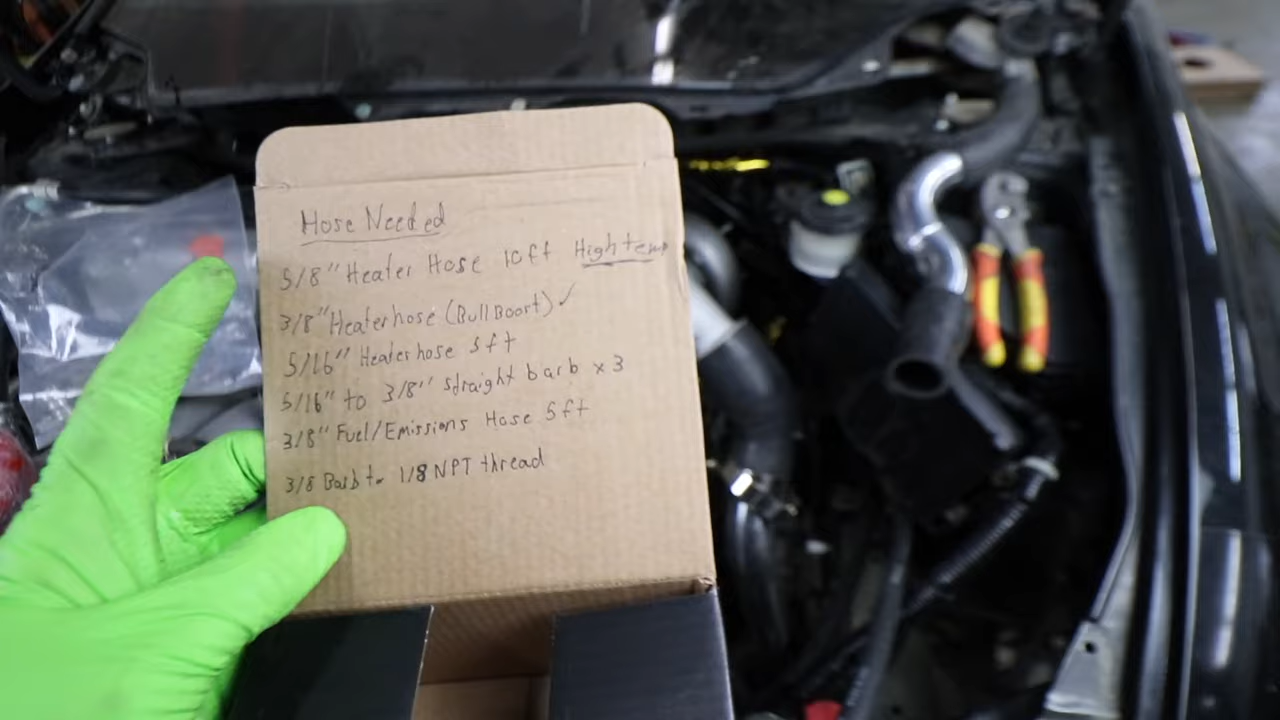 Hose Needed
5/8" Heater Hose 10ft High temp
3/8" Heaterhose (Bull Boost) ✓
5/16" Heaterhose 5ft
5/16" to 3/8" straight barb x 3
3/8" Fuel/Emissions Hose 5ft
3/8 Barb to 1/8 NPT thread